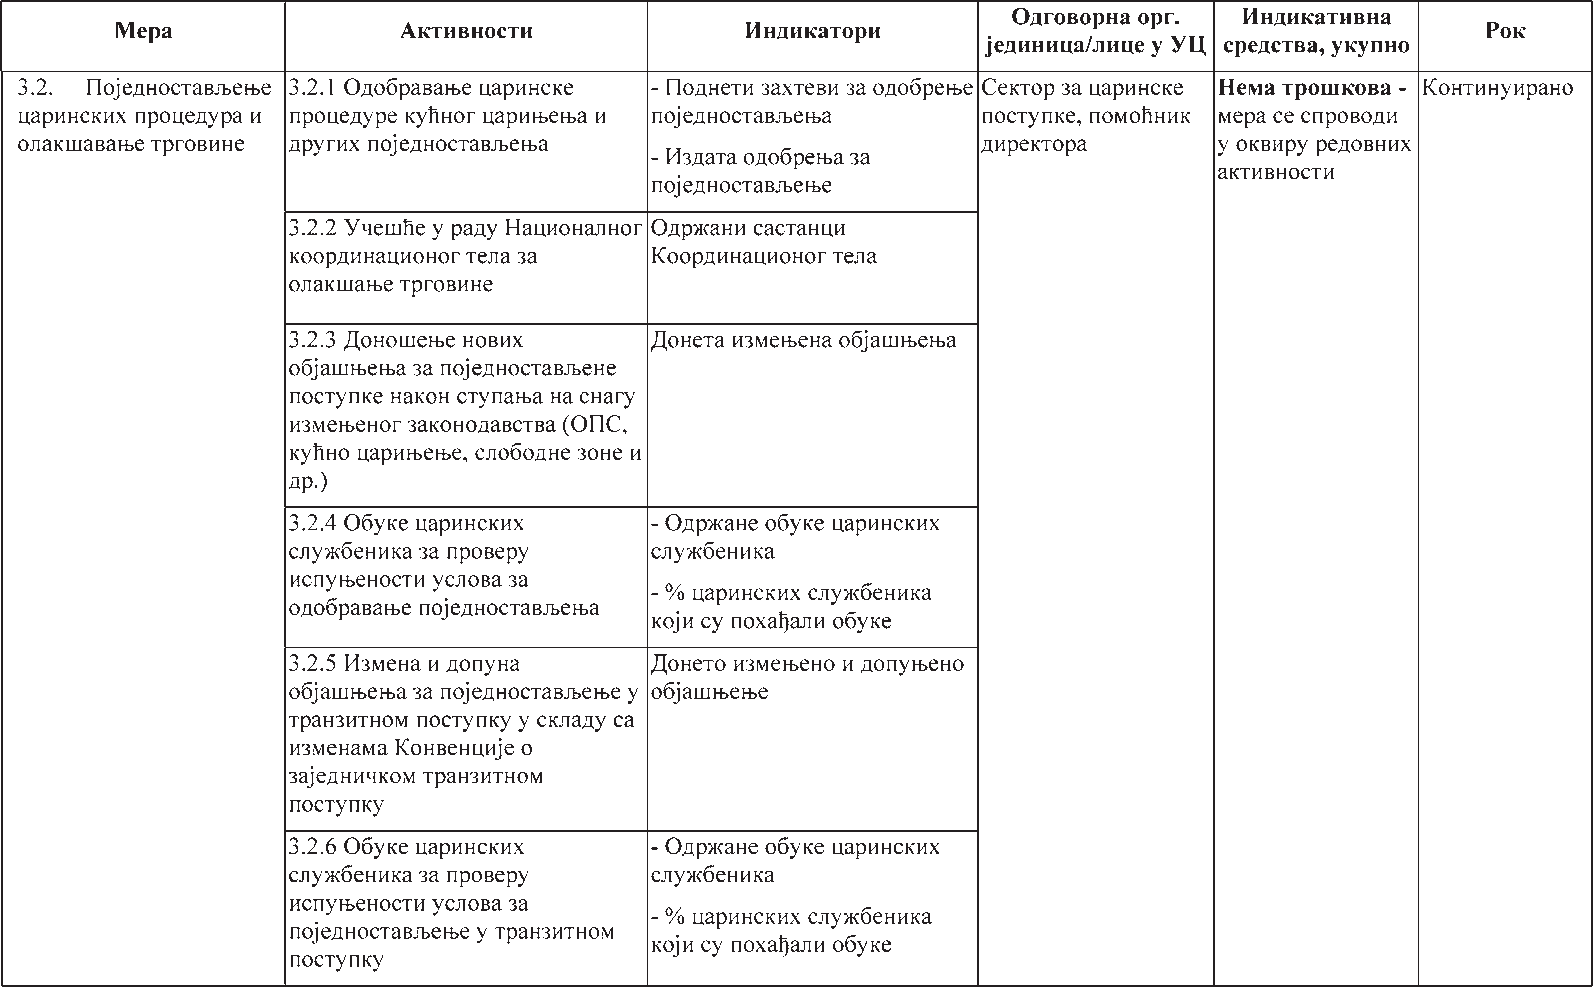 Мера
Активности
Индикатори
Одговорна орг.
јединица/лице у УЦ
Индикативна
средства, укупно
Рок
3.2. Поједностављење
царинских процедура и
олакшавање трговине
3.2.1 Одобравање царинске
процедуре кућног царињења и
других поједностављења
- Поднети захтеви за одобрење
поједностављења
- Издата одобрења за
поједностављење
Сектор за царинске
поступке, помоћник
директора
Нема трошкова -
мера се спроводи
у оквиру редовних
активности
Континуирано
3.2.2 Учешће у раду Националног
координационог тела за
олакшање трговине
Одржани састанци
Координационог тела
3.2.3 Доношење нових
објашњења за поједностављене
поступке након ступања на снагу
измењеног законодавства (ОПС,
кућно царињење, слободне зоне и
др.)
Донета измењена објашњења
3.2.4 Обуке царинских
службеника за проверу
испуњености услова за
одобравање поједностављења
- Одржане обуке царинских
службеника
- % царинских службеника
који су похађали обуке
3.2.5 Измена и допуна
објашњења за поједностављење у
транзитном поступку у складу са
изменама Конвенције о
заједничком транзитном
поступку
Донето измењено и допуњено
објашњење
3.2.6 Обуке царинских
службеника за проверу
испуњености услова за
поједностављење у транзитном
поступку
- Одржане обуке царинских
службеника
- % царинских службеника
који су похађали обуке